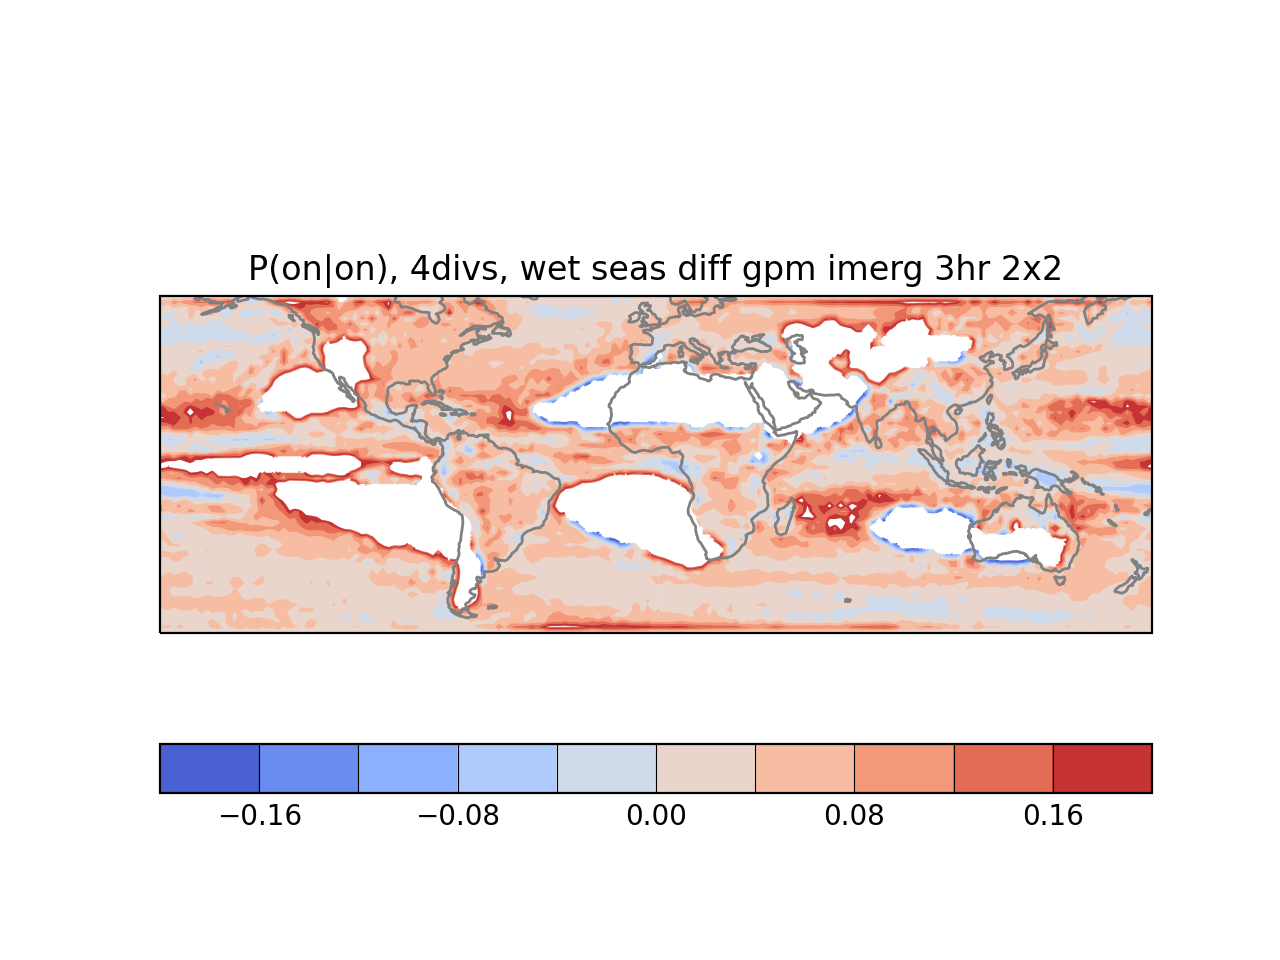 P(on|on), 4divs, wet seas diff gpm imerg 3hr 2x2
−0.16 −0.08 0.00 0.08 0.16